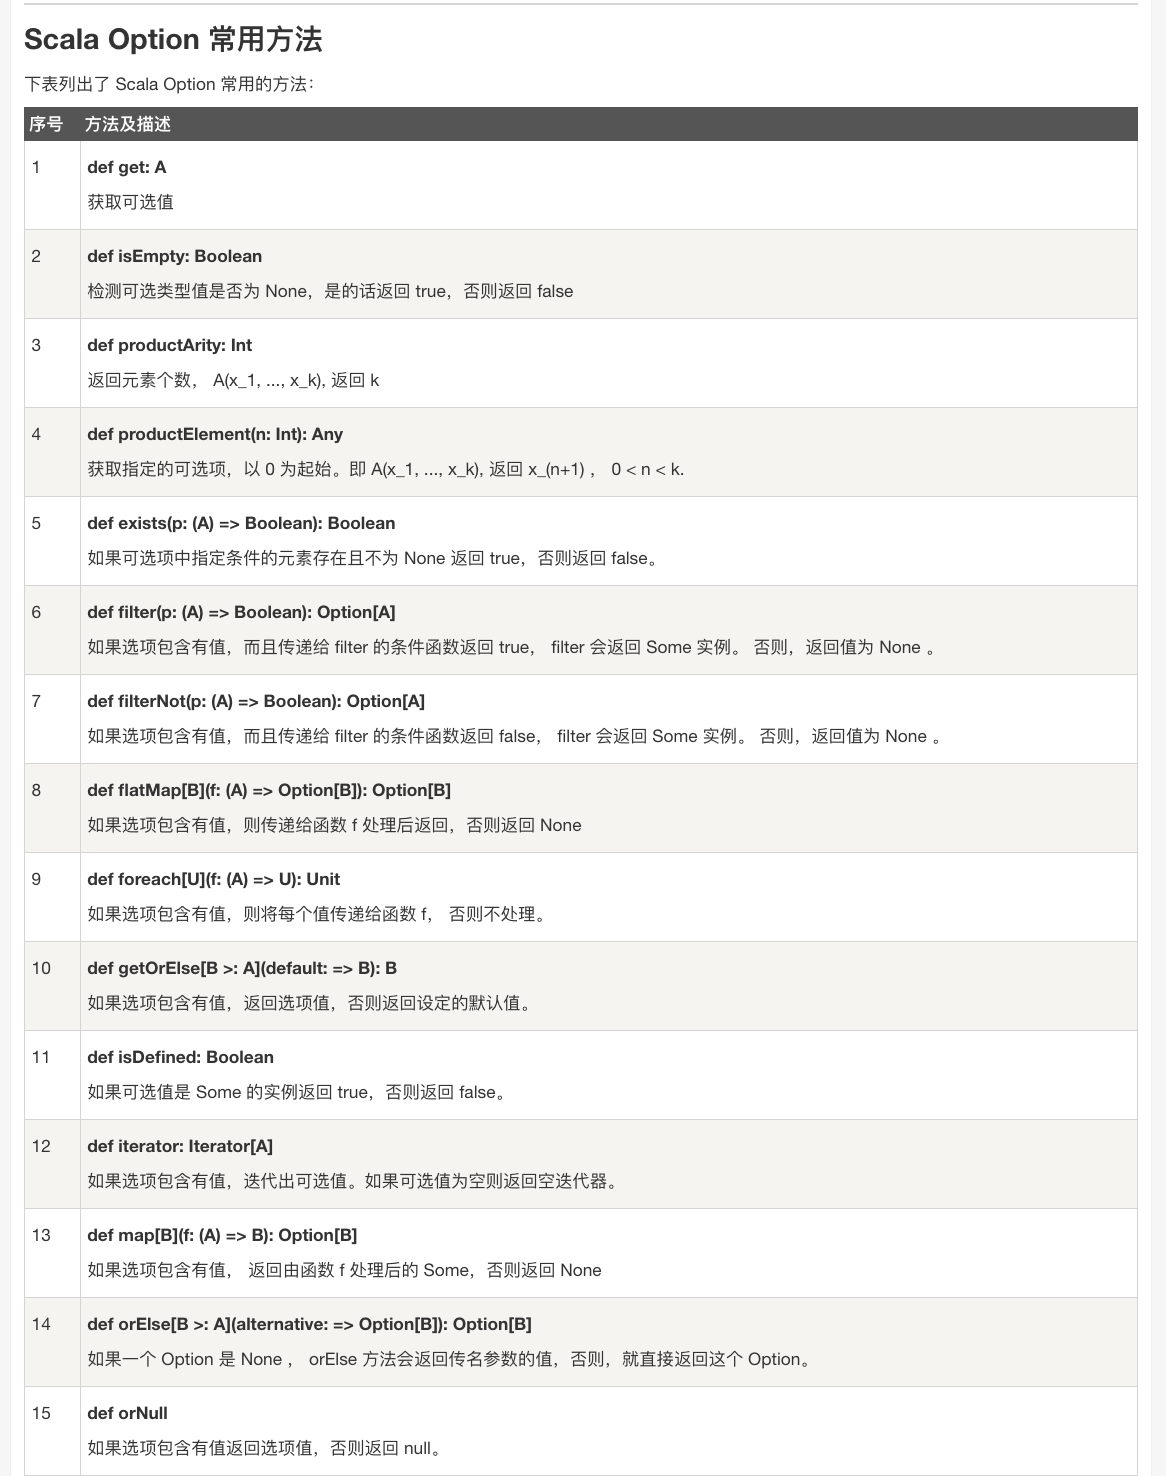 Scala Option 常用方法
下表列出了 Scala Option 常用的方法：
序号 方法及描述
1 def get: A
获取可选值
2 def isEmpty: Boolean
检测可选类型值是否为 None，是的话返回 true，否则返回 false
3 def productArity: Int
返回元素个数， A(x_1, ..., x_k), 返回 k
4 def productElement(n: Int): Any
获取指定的可选项，以 0 为起始。即 A(x_1, ..., x_k), 返回 x_(n+1) ， 0 < n < k.
5 def exists(p: (A) => Boolean): Boolean
如果可选项中指定条件的元素存在且不为 None 返回 true，否则返回 false。
6 def filter(p: (A) => Boolean): Option[A]
如果选项包含有值，而且传递给 filter 的条件函数返回 true， filter 会返回 Some 实例。 否则，返回值为 None 。
7 def filterNot(p: (A) => Boolean): Option[A]
如果选项包含有值，而且传递给 filter 的条件函数返回 false， filter 会返回 Some 实例。 否则，返回值为 None 。
8 def flatMap[B](f: (A) => Option[B]): Option[B]
如果选项包含有值，则传递给函数 f 处理后返回，否则返回 None
9 def foreach[U](f: (A) => U): Unit
如果选项包含有值，则将每个值传递给函数 f， 否则不处理。
10 def getOrElse[B >: A](default: => B): B
如果选项包含有值，返回选项值，否则返回设定的默认值。
11 def isDefined: Boolean
如果可选值是 Some 的实例返回 true，否则返回 false。
12 def iterator: Iterator[A]
如果选项包含有值，迭代出可选值。如果可选值为空则返回空迭代器。
13 def map[B](f: (A) => B): Option[B]
如果选项包含有值， 返回由函数 f 处理后的 Some，否则返回 None
14 def orElse[B >: A](alternative: => Option[B]): Option[B]
如果一个 Option 是 None ， orElse 方法会返回传名参数的值，否则，就直接返回这个 Option。
15 def orNull
如果选项包含有值返回选项值，否则返回 null。